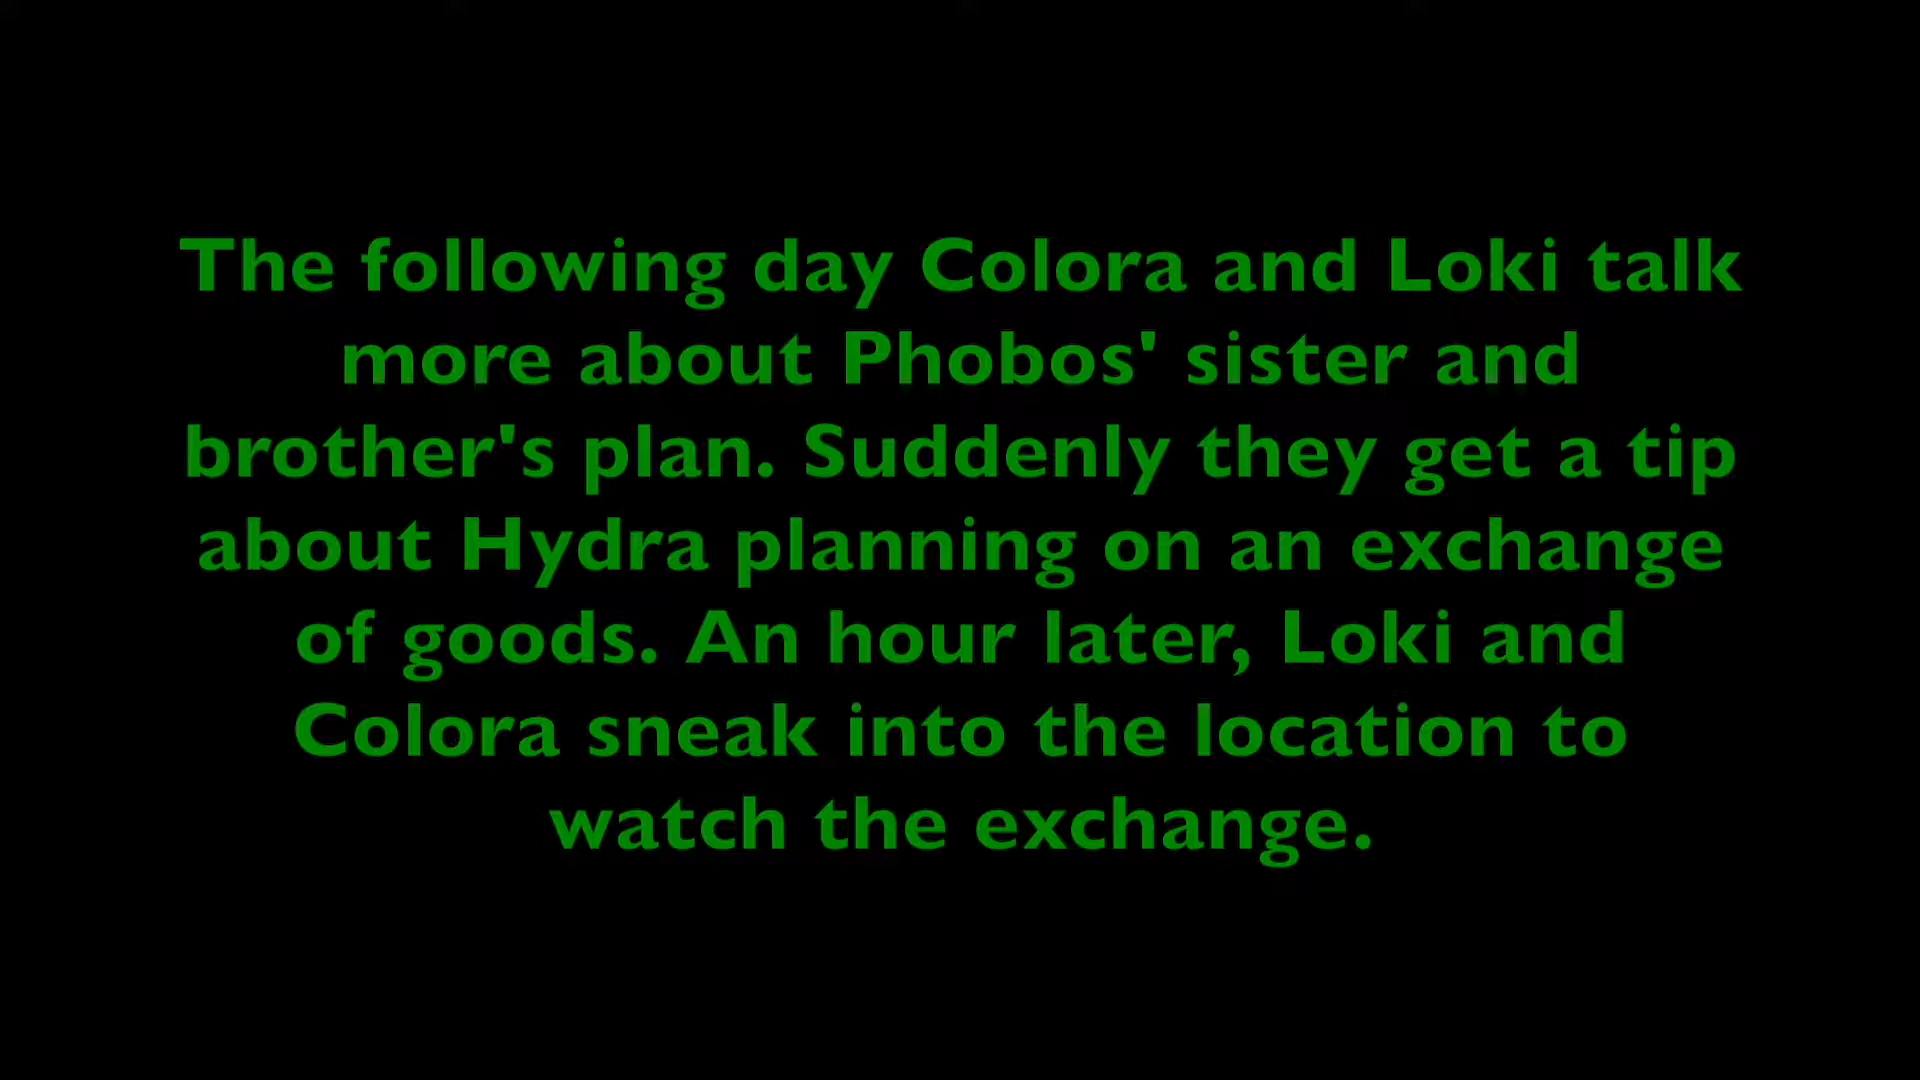 The following day Colora and Loki talk
more about Phobos' sister and
brother's plan. Suddenly they get a tip
about Hydra planning on an exchange
of goods. An hour later, Loki and
Colora sneak into the location to
watch the exchange.